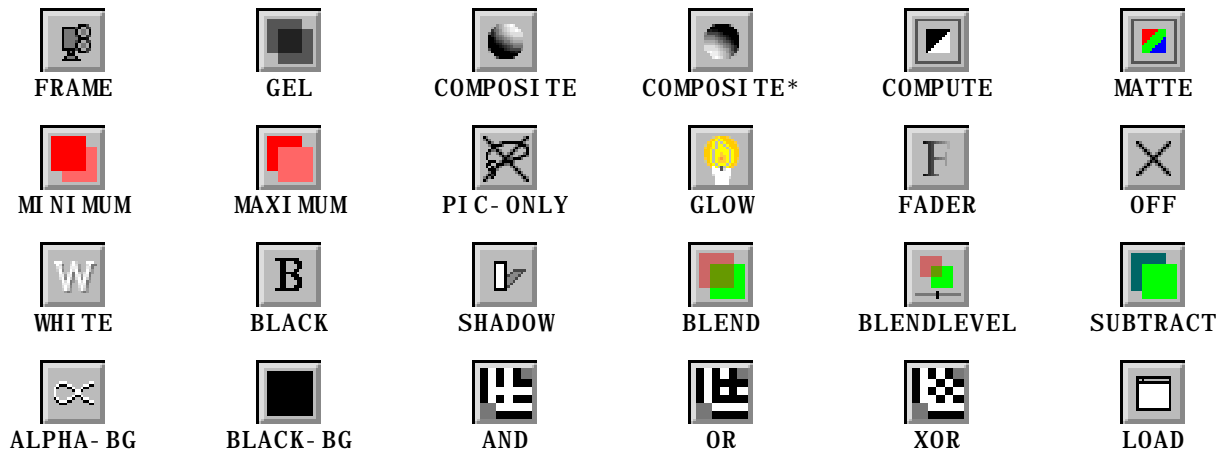 FRAME GEL COMPOSITE COMPOSITE* COMPUTE MATTE
MINIMUM MAXIMUM PIC-ONLY GLOW F FADER OFF
W WHITE B BLACK SHADOW BLEND BLENDLEVEL SUBTRACT
ALPHA-BG BLACK-BG AND OR XOR LOAD